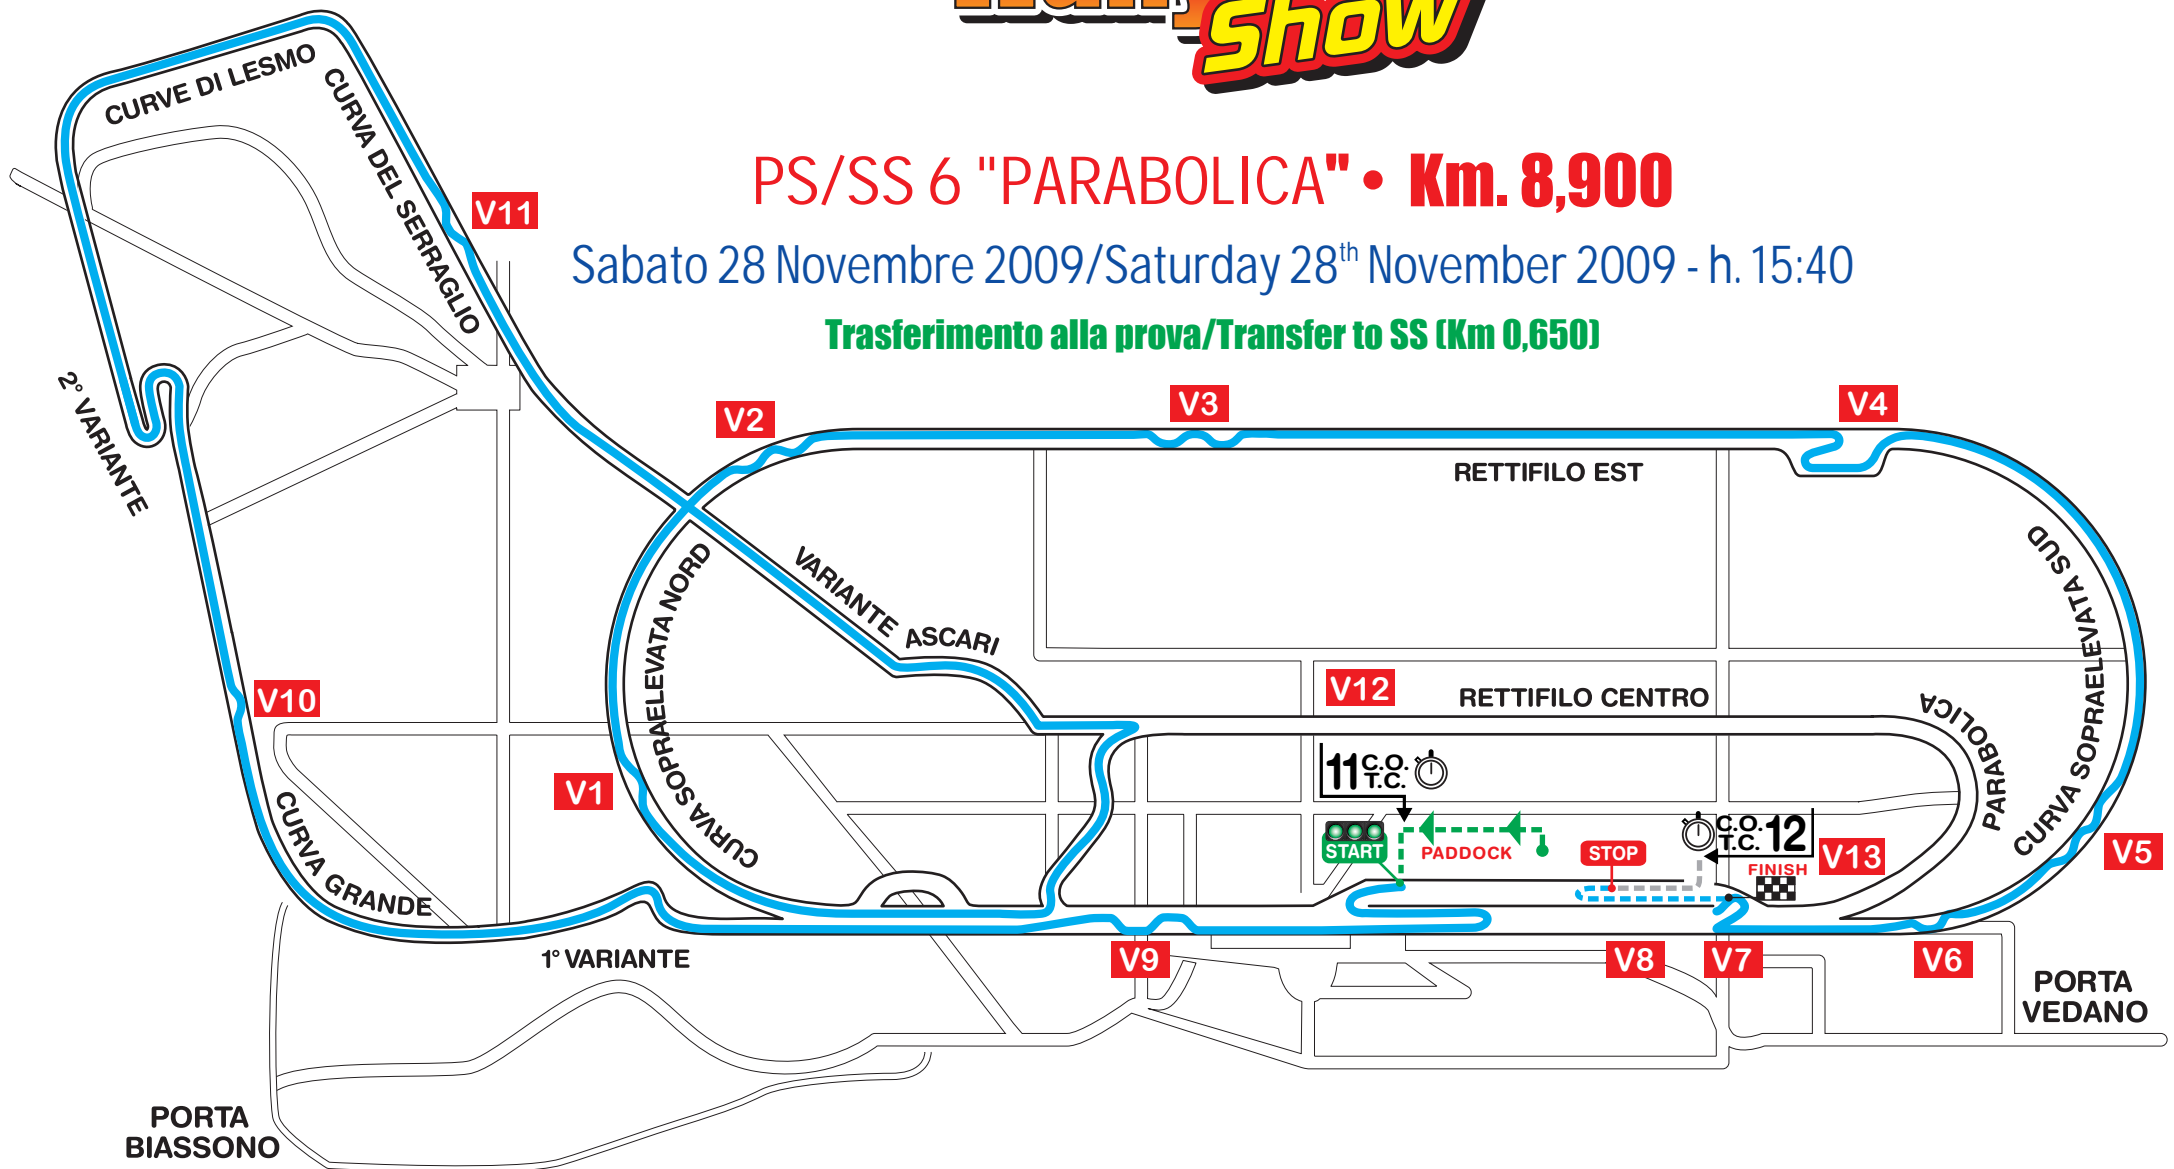 Show
PS/SS 6 "PARABOLICA" • Km. 8,900
Sabato 28 Novembre 2009/Saturday 28th November 2009 - h. 15:40
Trasferimento alla prova/Transfer to SS (Km 0,650)
CURVE DI LESMO
CURVA DEL SERRAGLIO
V11
2° VARIANTE
V2
V3
V4
RETTIFILO EST
CURVA SOPRAELEVATA NORD
VARIANTE ASCARI
CURVA SOPRAELEVATA SUD
V10
V12
RETTIFILO CENTRO
PARABOLICA
V1
11 C.O.
T.C.
C.O.
T.C. 12
START
PADDOCK
STOP
FINISH
V13
V5
CURVA GRANDE
1° VARIANTE
V9
V8
V7
V6
PORTA
VEDANO
PORTA
BIASSONO